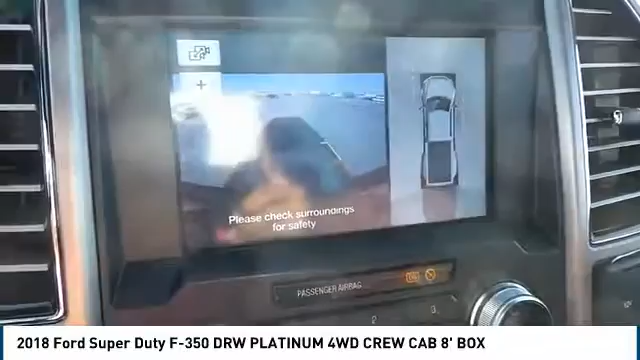 Please check surroundings
for safety
PASSENGER AIRBAG
2018 Ford Super Duty F-350 DRW PLATINUM 4WD CREW CAB 8' BOX